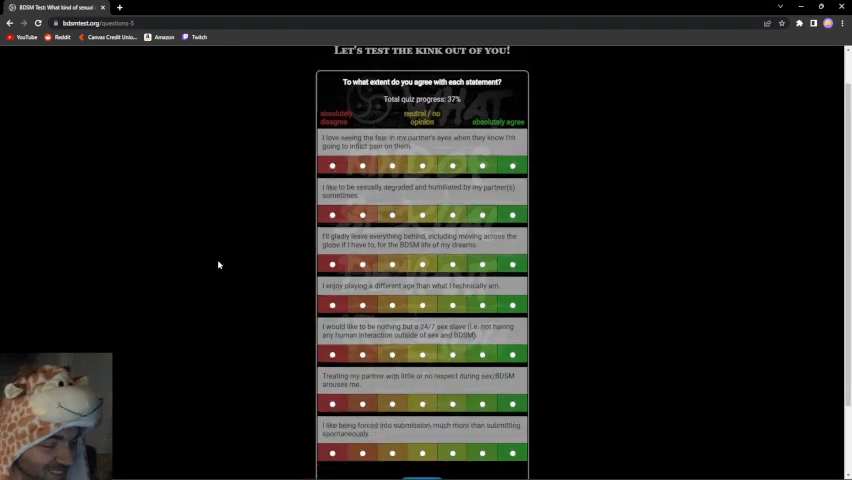 BDSM Test: What kind of sexual
bdsmtest.org/questions-5
YouTube Reddit Canvas Credit Unio... Amazon Twitch
LET'S TEST THE KINK OUT OF YOU!
To what extent do you agree with each statement?
Total quiz progress: 37%
absolutely disagree
neutral / no opinion
absolutely agree
I love seeing the fear in my partner's eyes when they know I'm
going to inflict pain on them.
I like to be sexually degraded and humiliated by my partner(s)
sometimes.
I'll gladly leave everything behind, including moving across the
globe if I have to, for the BDSM life of my dreams.
I enjoy playing a different age than what I technically am.
I would like to be nothing but a 24/7 sex slave (i.e. not having
any human interaction outside of sex and BDSM).
Treating my partner with little or no respect during sex/BDSM
arouses me.
I like being forced into submission, much more than submitting
spontaneously.